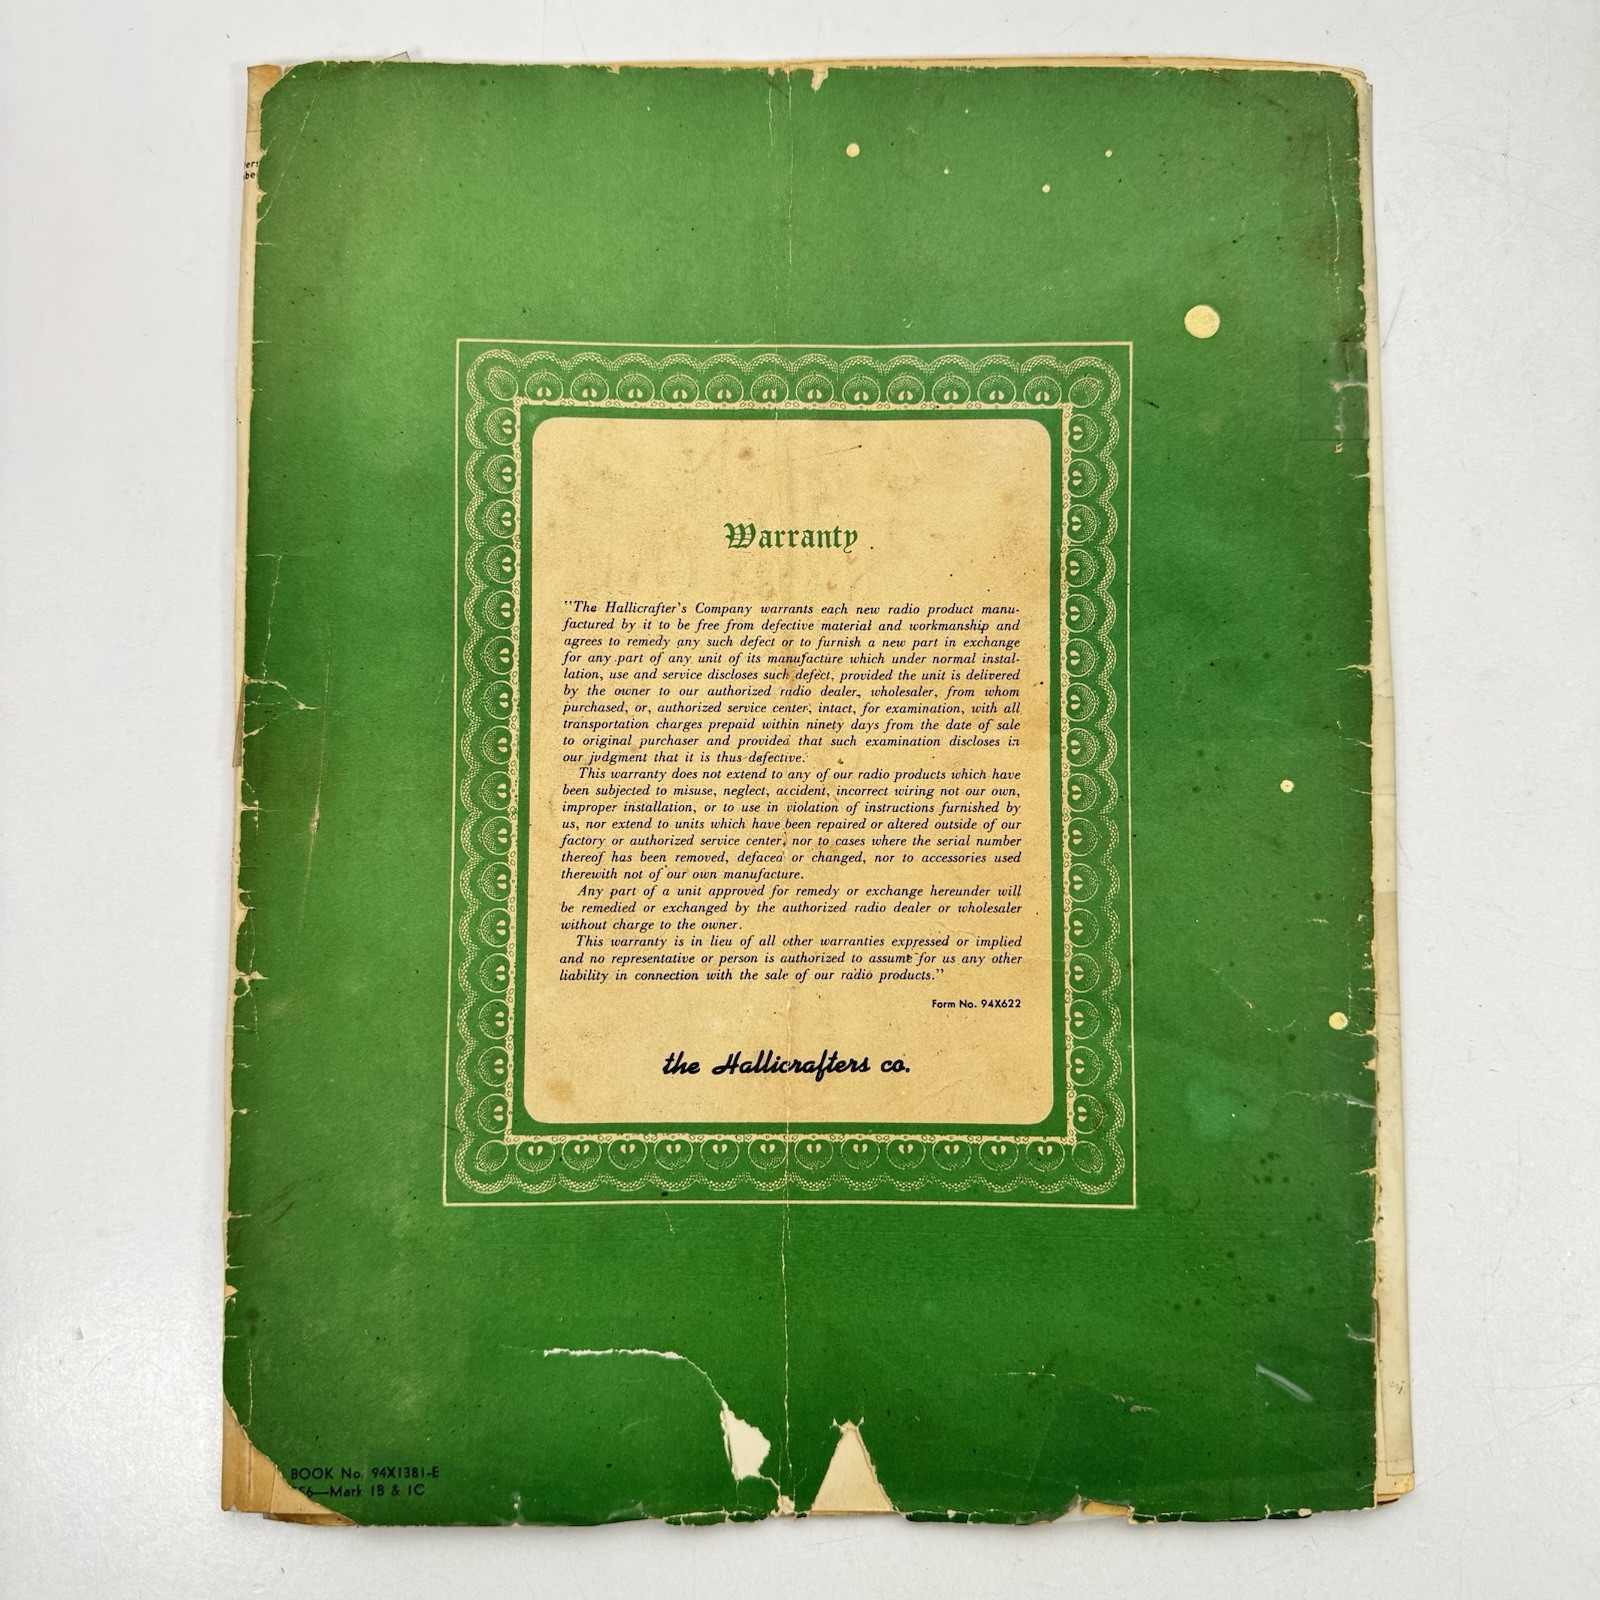 ers
be
Warranty
"The Hallicrafter's Company warrants each new radio product manu-
factured by it to be free from defective material and workmanship and
agrees to remedy any such defect or to furnish a new part in exchange
for any part of any unit of its manufacture which under normal instal-
lation, use and service discloses such defect, provided the unit is delivered
by the owner to our authorized radio dealer, wholesaler, from whom
purchased, or, authorized service center, intact, for examination, with all
transportation charges prepaid within ninety days from the date of sale
to original purchaser and provided that such examination discloses in
our judgment that it is thus defective.
This warranty does not extend to any of our radio products which have
been subjected to misuse, neglect, accident, incorrect wiring not our own,
improper installation, or to use in violation of instructions furnished by
us, nor extend to units which have been repaired or altered outside of our
factory or authorized service center, nor to cases where the serial number
thereof has been removed, defaced or changed, nor to accessories used
therewith not of our own manufacture.
Any part of a unit approved for remedy or exchange hereunder will
be remedied or exchanged by the authorized radio dealer or wholesaler
without charge to the owner.
This warranty is in lieu of all other warranties expressed or implied
and no representative or person is authorized to assume for us any other
liability in connection with the sale of our radio products."
Form No. 94X622
the Hallicrafters co.
BOOK No. 94X1381-E
56—Mark 1B & 1C